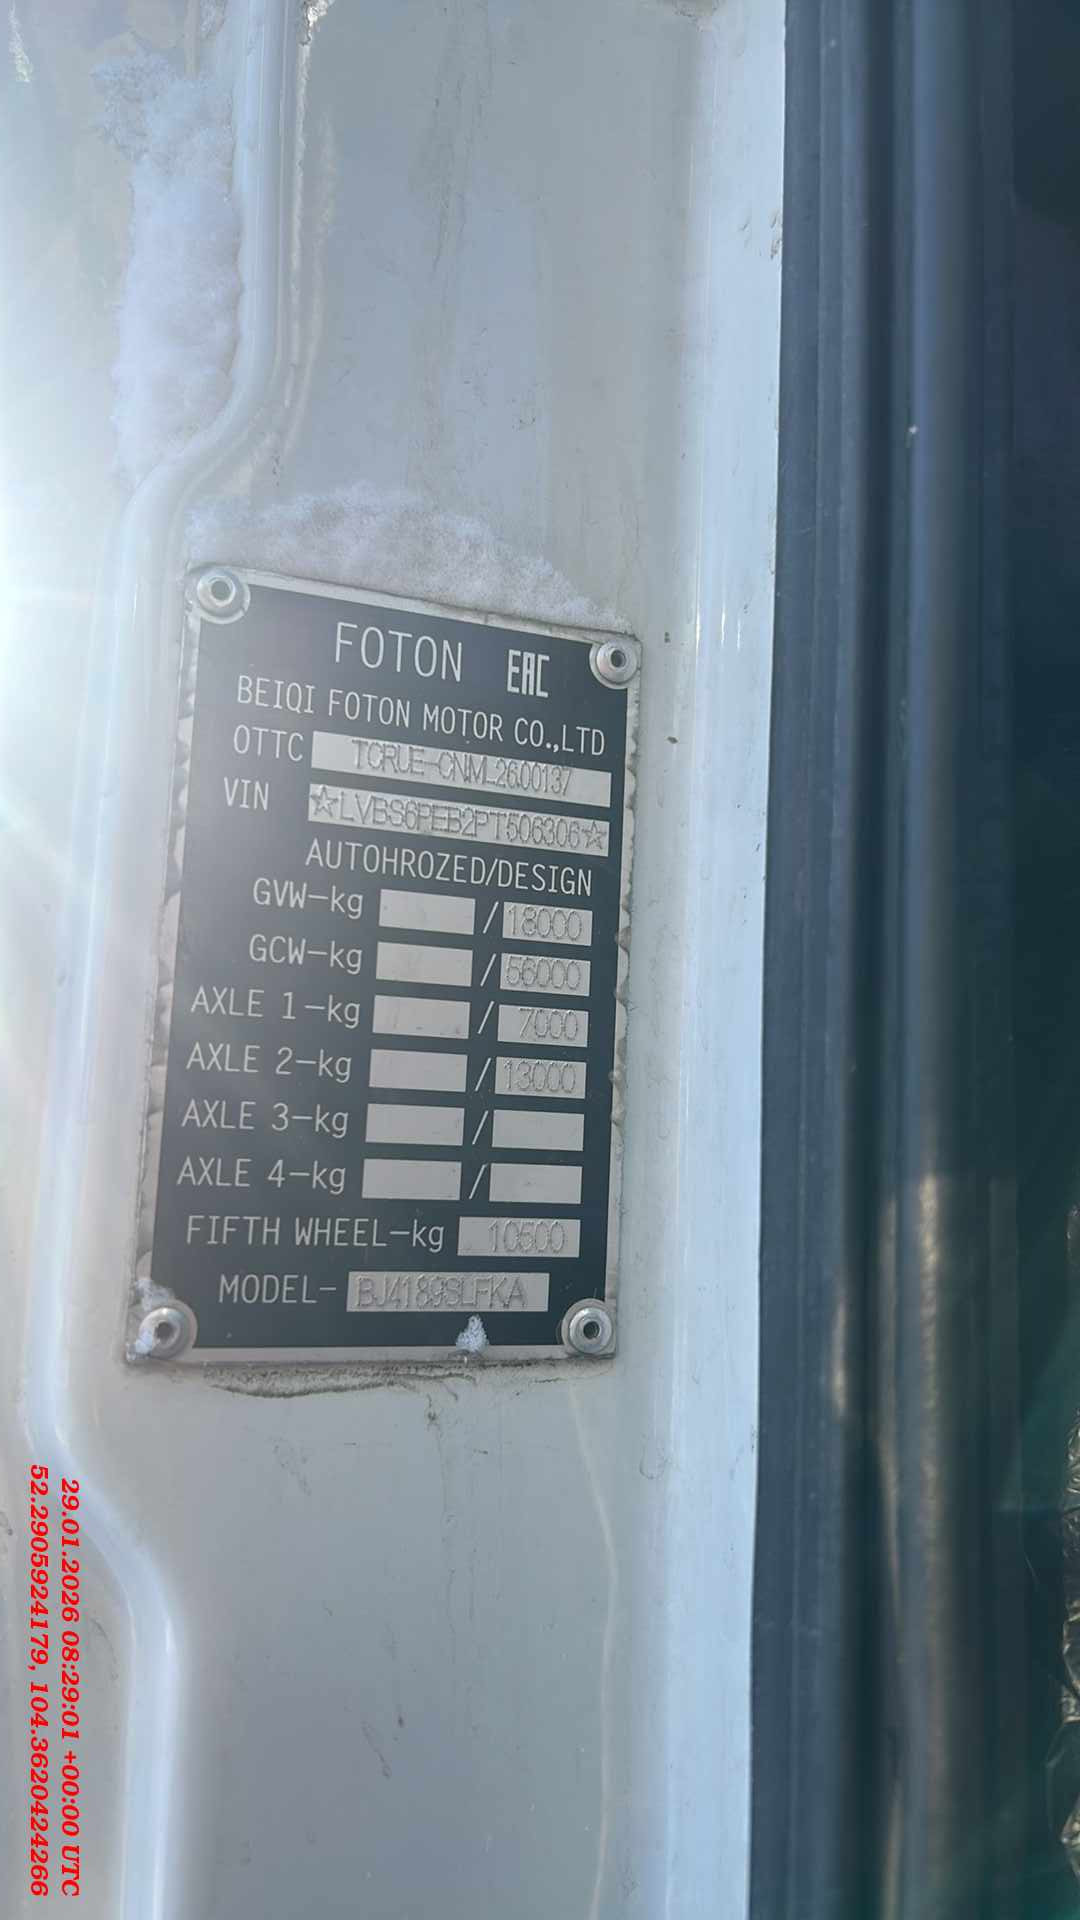 FOTON EAC
BEIQI FOTON MOTOR CO.,LTD
OTTC TCRUE-CNML2600137
VIN ☆LVBS6PEB2PT506306☆
AUTOHROZED/DESIGN
GVW-kg / 18000
GCW-kg / 56000
AXLE 1-kg / 7000
AXLE 2-kg / 13000
AXLE 3-kg /
AXLE 4-kg /
FIFTH WHEEL-kg 10500
MODEL- BJ4189SLFKA
29.01.2026 08:29:01 +00:00 UTC
52.2905924179, 104.3620424266